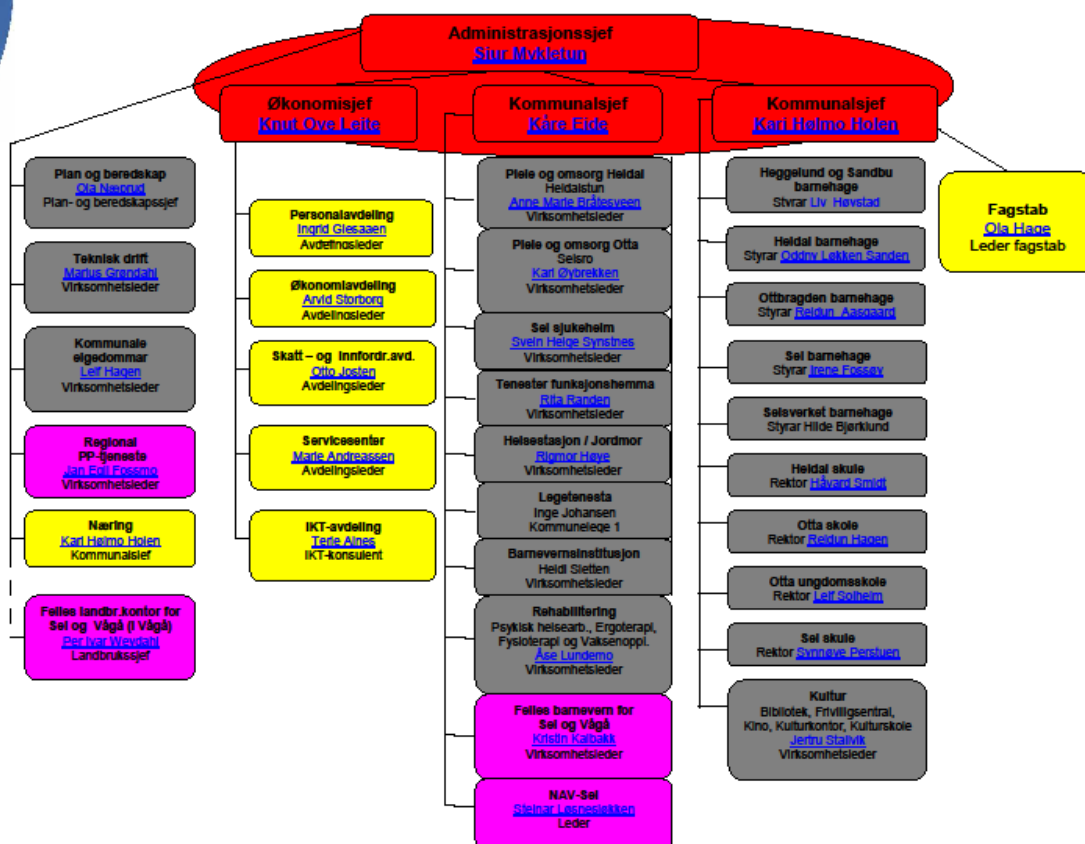 Administrasjonssjef
Sjur Mykletun
Økonomisjef
Knut Ove Leite
Kommunalsjef
Kåre Eide
Kommunalsjef
Kari Hølmo Holen
Plan og beredskap
Ola Næprud
Plan- og beredskapssjef
Teknisk drift
Marius Grøndahl
Virksomhetsleder
Kommunale
eigedommar
Leif Hagen
Virksomhetsleder
Regional
PP-tjeneste
Jan Egil Fossmo
Virksomhetsleder
Næring
Kari Hølmo Holen
Kommunalsjef
Felles landbr.kontor for
Sel og Vågå (i Vågå)
Per Ivar Weydahl
Landbrukssjef
Personalavdeling
Ingrid Giesaaen
Avdelingsleder
Økonomiavdeling
Arvid Storborg
Avdelingsleder
Skatt – og innfordr.avd.
Otto Josten
Avdelingsleder
Servicesenter
Marie Andreassen
Avdelingsleder
IKT-avdeling
Terje Alnes
IKT-konsulent
Pleie og omsorg Heidal
Heidalstun
Anne Marie Bråtesveen
Virksomhetsleder
Pleie og omsorg Otta
Selsro
Kari Øybrekken
Virksomhetsleder
Sel sjukeheim
Svein Helge Synstnes
Virksomhetsleder
Tenester funksjonshemma
Rita Randen
Virksomhetsleder
Helsestasjon / Jordmor
Rigmor Høye
Virksomhetsleder
Legetenesta
Inge Johansen
Kommunelege 1
Barnevernsinstitusjon
Heidi Sletten
Virksomhetsleder
Rehabilitering
Psykisk helsearb., Ergoterapi,
Fysioterapi og Vaksenoppl.
Åse Lundemo
Virksomhetsleder
Felles barnevern for
Sel og Vågå
Kristin Kalbakk
Virksomhetsleder
NAV-Sel
Steinar Løsnesløkken
Leder
Heggelund og Sandbu
barnehage
Styrar Liv Høvstad
Heidal barnehage
Styrar Oddny Løkken Sanden
Ottbragden barnehage
Styrar Reidun Aasgaard
Sel barnehage
Styrar Irene Fossøy
Selsverket barnehage
Styrar Hilde Bjørklund
Heidal skule
Rektor Håvard Smidt
Otta skole
Rektor Reidun Hagen
Otta ungdomsskole
Rektor Leif Solheim
Sel skule
Rektor Synnøve Perstuen
Kultur
Bibliotek, Frivilligsentral,
Kino, Kulturkontor, Kulturskole
Jertru Stallvik
Virksomhetsleder
Fagstab
Ola Hage
Leder fagstab